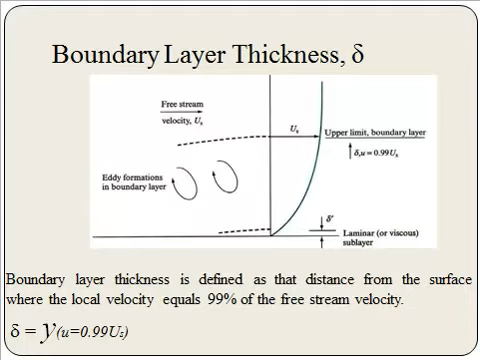 Boundary Layer Thickness, δ
Free stream
velocity, Uₛ
Uₛ
Upper limit, boundary layer
δ,u = 0.99Uₛ
Eddy formations
in boundary layer
δ'
Laminar (or viscous)
sublayer
Boundary layer thickness is defined as that distance from the surface
where the local velocity equals 99% of the free stream velocity.
δ = y(u=0.99Uₛ)